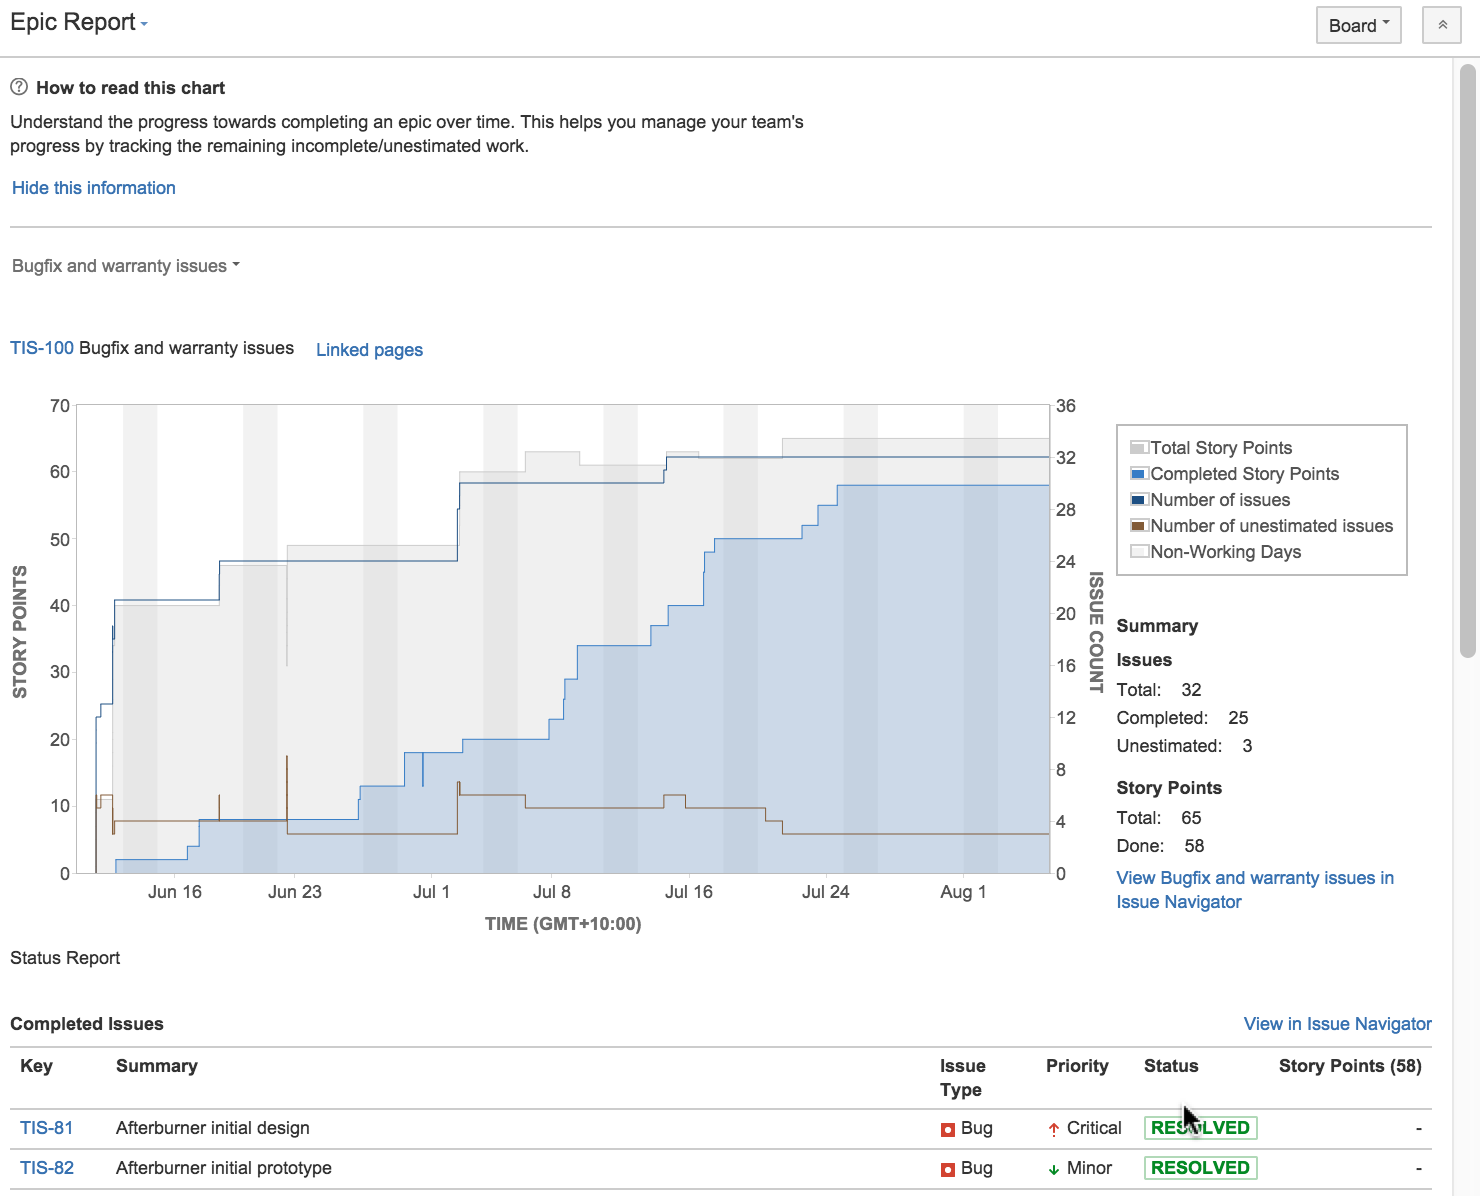 Epic Report
Board
How to read this chart
Understand the progress towards completing an epic over time. This helps you manage your team's
progress by tracking the remaining incomplete/unestimated work.
Hide this information
Bugfix and warranty issues
TIS-100 Bugfix and warranty issues Linked pages
70
60
50
40
30
20
10
0
STORY POINTS
36
32
28
24
20
16
12
8
4
0
ISSUE COUNT
Jun 16 Jun 23 Jul 1 Jul 8 Jul 16 Jul 24 Aug 1
TIME (GMT+10:00)
Total Story Points
Completed Story Points
Number of issues
Number of unestimated issues
Non-Working Days
Summary
Issues
Total: 32
Completed: 25
Unestimated: 3
Story Points
Total: 65
Done: 58
View Bugfix and warranty issues in
Issue Navigator
Status Report
Completed Issues View in Issue Navigator
Key Summary Issue Type Priority Status Story Points (58)
TIS-81 Afterburner initial design Bug Critical RESOLVED -
TIS-82 Afterburner initial prototype Bug Minor RESOLVED -